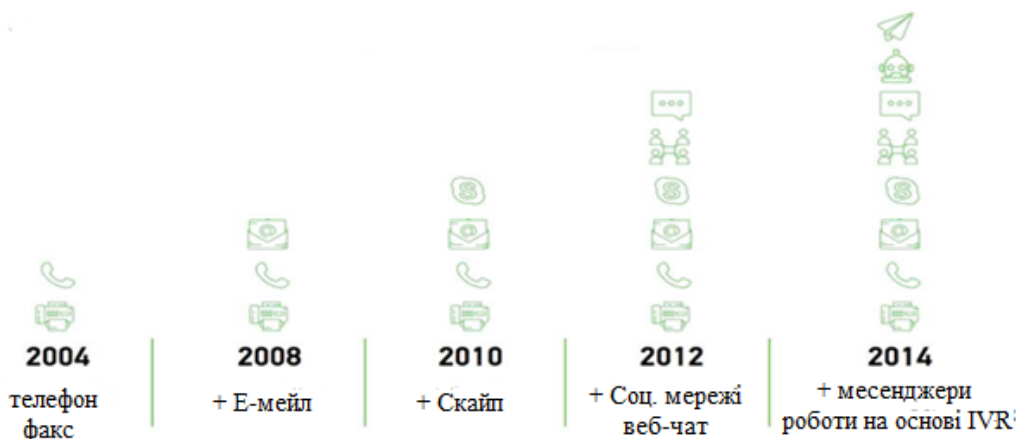 2004
телефон
факс
2008
+ Е-мейл
2010
+ Скайп
2012
+ Соц. мережі
веб-чат
2014
+ месенджери
роботи на основі IVR